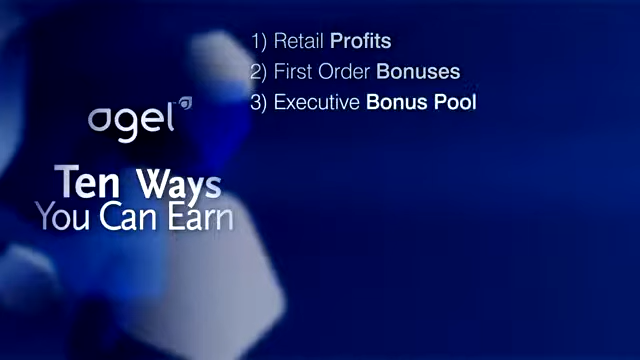 agel
Ten Ways
You Can Earn
1) Retail Profits
2) First Order Bonuses
3) Executive Bonus Pool